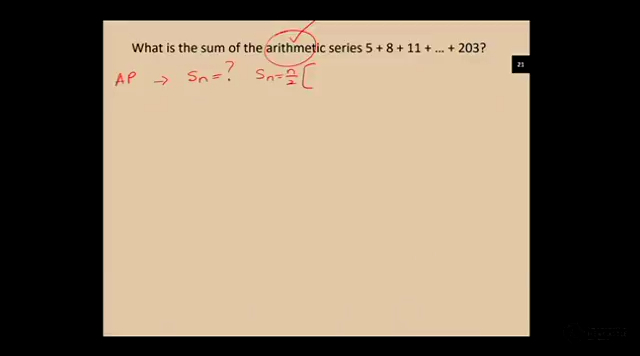 What is the sum of the arithmetic series 5 + 8 + 11 + ... + 203?
21
AP → Sn = ? Sn = n/2 [